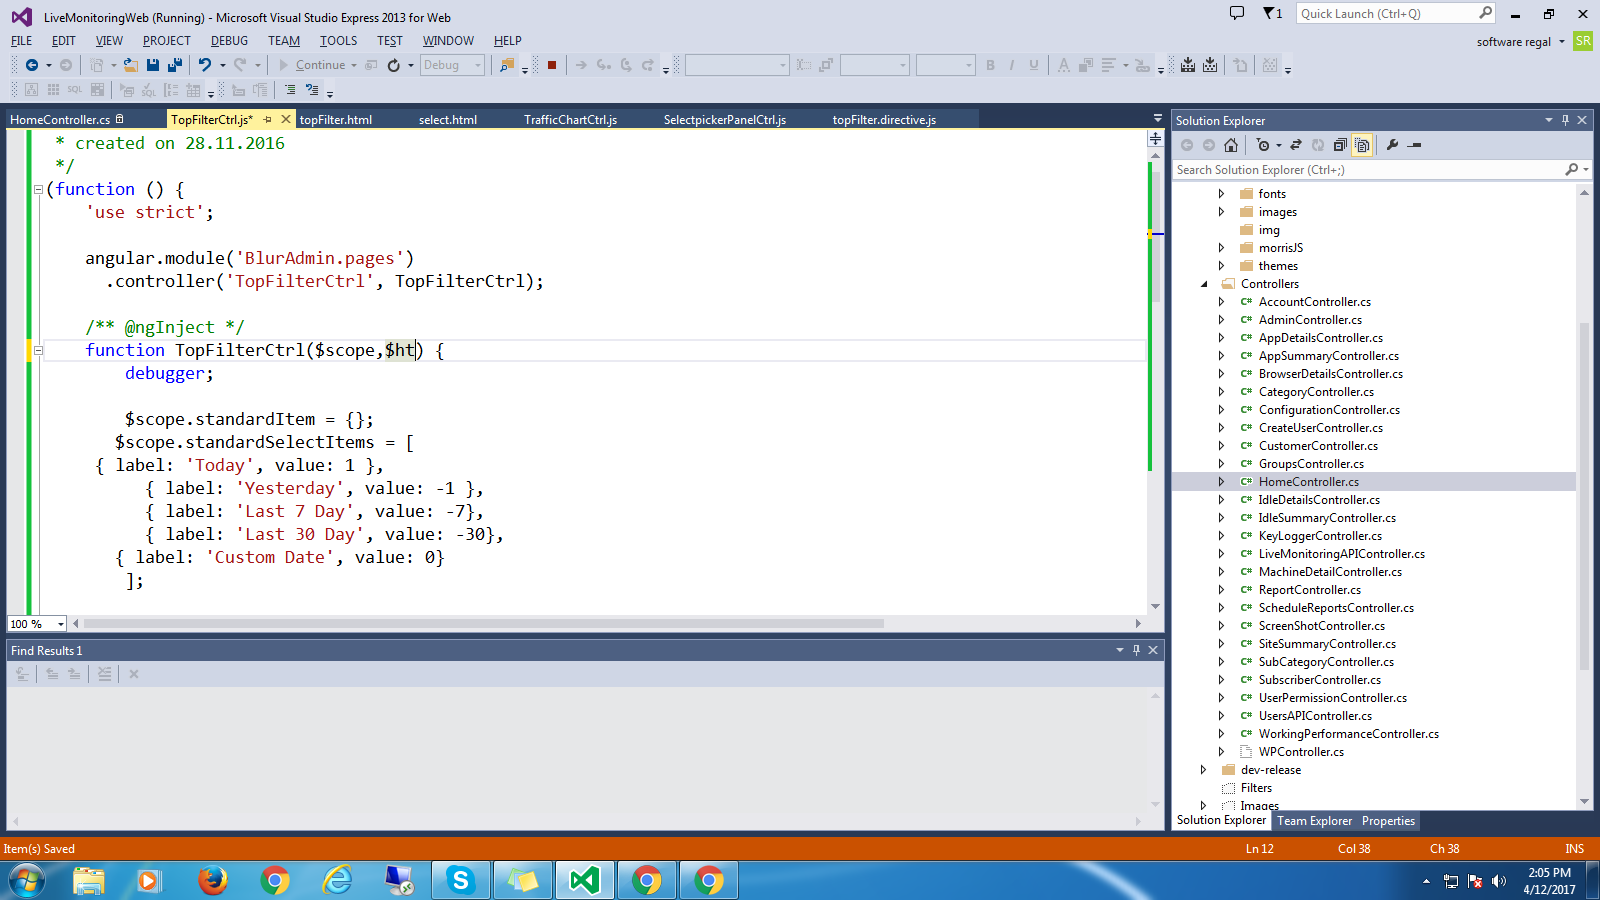 LiveMonitoringWeb (Running) - Microsoft Visual Studio Express 2013 for Web
1
Quick Launch (Ctrl+Q)
FILE EDIT VIEW PROJECT DEBUG TEAM TOOLS TEST WINDOW HELP
software regal SR
Continue Debug
SQL SQL
HomeController.cs TopFilterCtrl.js* topFilter.html select.html TrafficChartCtrl.js SelectpickerPanelCtrl.js topFilter.directive.js
* created on 28.11.2016
*/
(function () {
'use strict';
angular.module('BlurAdmin.pages')
.controller('TopFilterCtrl', TopFilterCtrl);
/** @ngInject */
function TopFilterCtrl($scope,$ht) {
debugger;
$scope.standardItem = {};
$scope.standardSelectItems = [
{ label: 'Today', value: 1 },
{ label: 'Yesterday', value: -1 },
{ label: 'Last 7 Day', value: -7},
{ label: 'Last 30 Day', value: -30},
{ label: 'Custom Date', value: 0}
];
100 %
Find Results 1
Solution Explorer
Search Solution Explorer (Ctrl+;)
fonts
images
img
morrisJS
themes
Controllers
C# AccountController.cs
C# AdminController.cs
C# AppDetailsController.cs
C# AppSummaryController.cs
C# BrowserDetailsController.cs
C# CategoryController.cs
C# ConfigurationController.cs
C# CreateUserController.cs
C# CustomerController.cs
C# GroupsController.cs
C# HomeController.cs
C# IdleDetailsController.cs
C# IdleSummaryController.cs
C# KeyLoggerController.cs
C# LiveMonitoringAPIController.cs
C# MachineDetailController.cs
C# ReportController.cs
C# ScheduleReportsController.cs
C# ScreenShotController.cs
C# SiteSummaryController.cs
C# SubCategoryController.cs
C# SubscriberController.cs
C# UserPermissionController.cs
C# UsersAPIController.cs
C# WorkingPerformanceController.cs
WPController.cs
dev-release
Filters
Images
Solution Explorer Team Explorer Properties
Item(s) Saved Ln 12 Col 38 Ch 38 INS
2:05 PM
4/12/2017